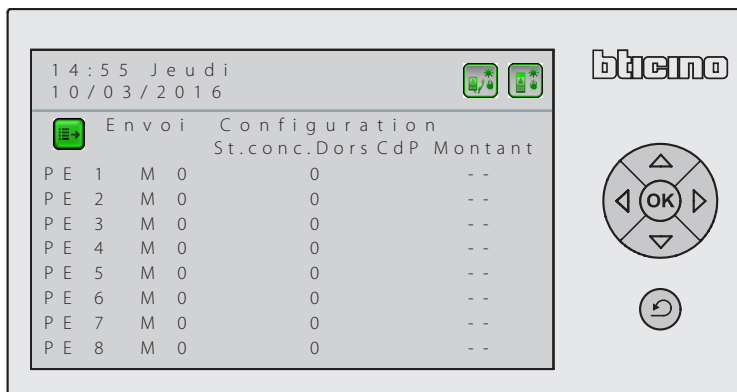 14:55 Jeudi
10/03/2016
bticino
Envoi Configuration
St.conc.Dors CdP Montant
PE 1 M 0 0 --
PE 2 M 0 0 --
PE 3 M 0 0 --
PE 4 M 0 0 --
PE 5 M 0 0 --
PE 6 M 0 0 --
PE 7 M 0 0 --
PE 8 M 0 0 --
OK